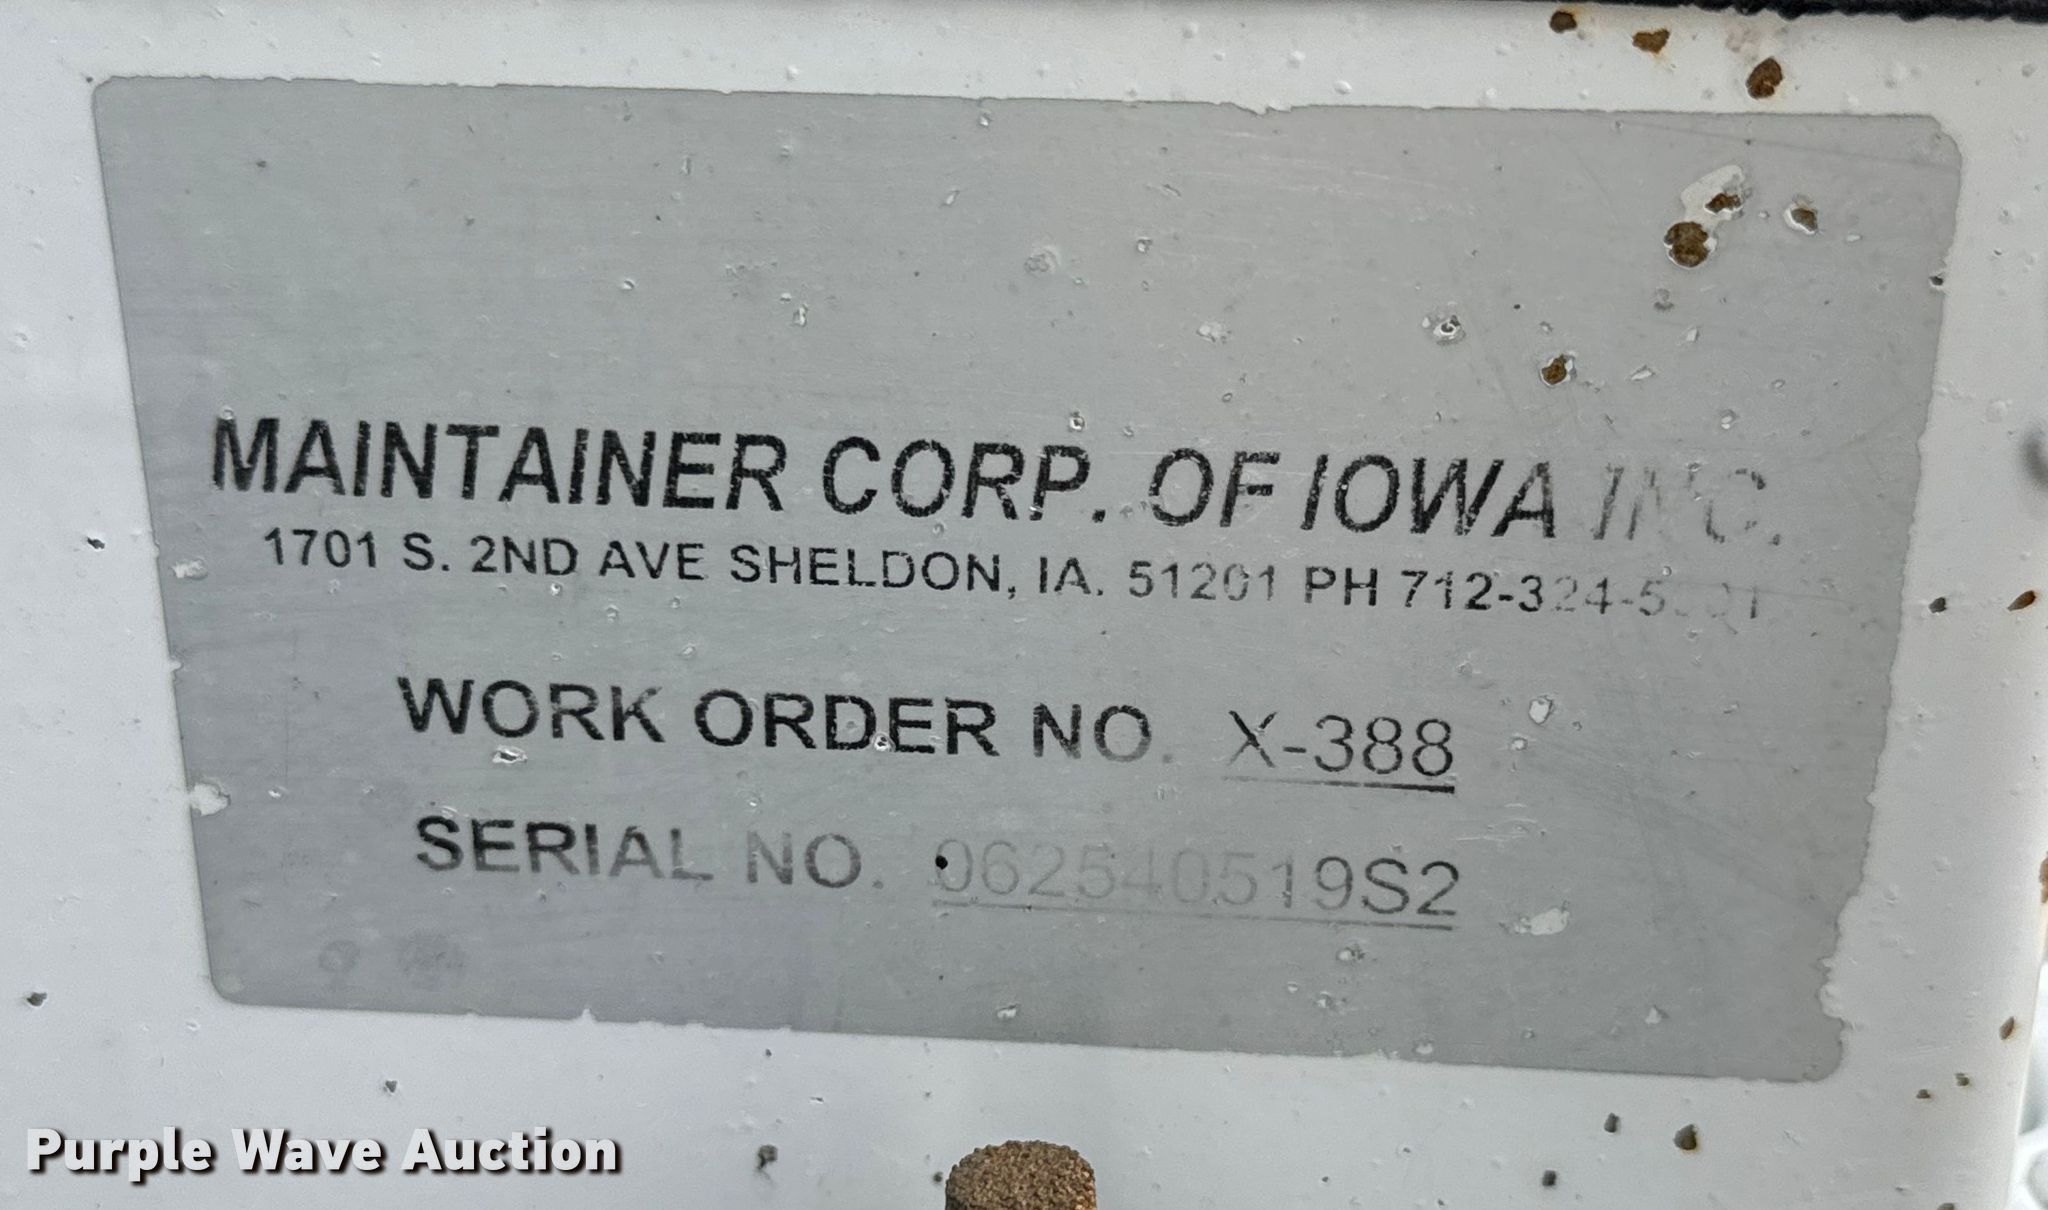 MAINTAINER CORP. OF IOWA INC.
1701 S. 2ND AVE SHELDON, IA. 51201 PH
WORK ORDER NO. X-388
SERIAL NO. 062540519S2
Purple Wave Auction